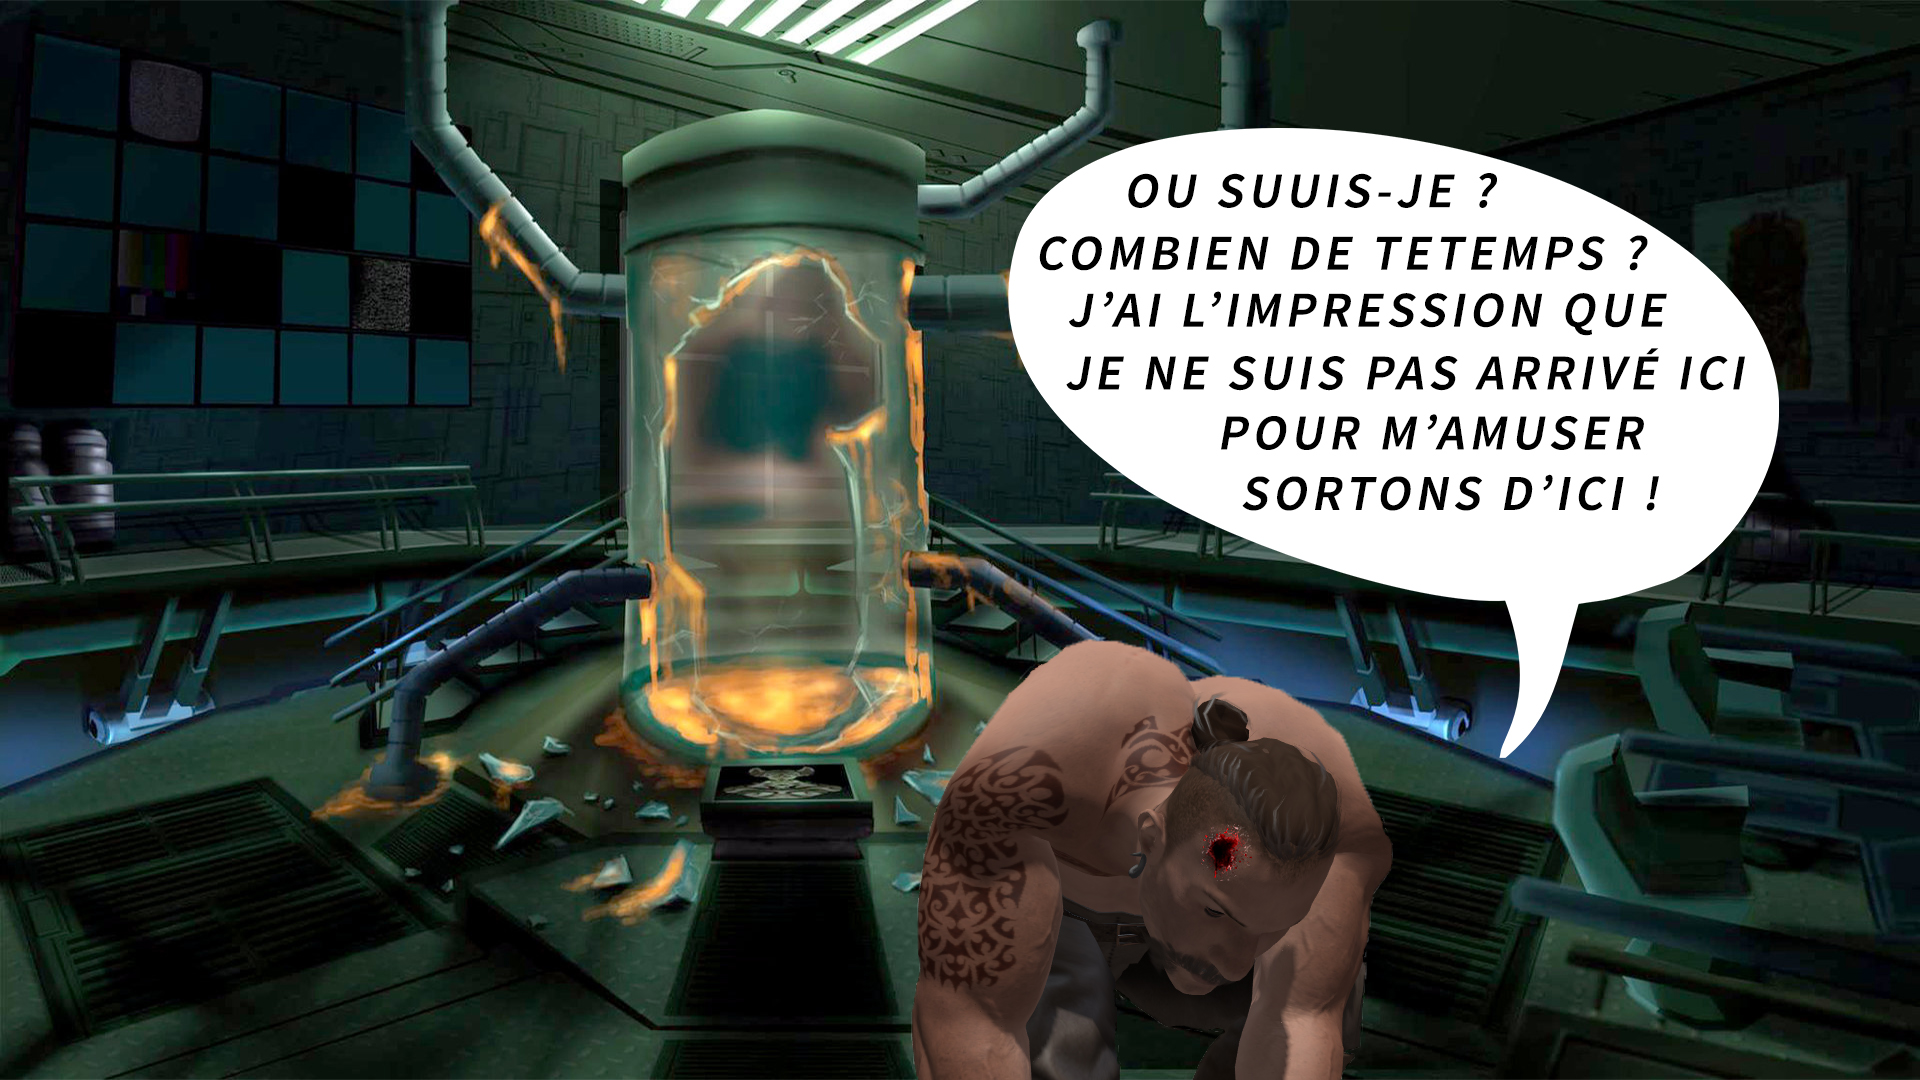 OU SUUIS-JE ?
COMBIEN DE TETEMPS ?
J’AI L’IMPRESSION QUE
JE NE SUIS PAS ARRIVÉ ICI
POUR M’AMUSER
SORTONS D’ICI !